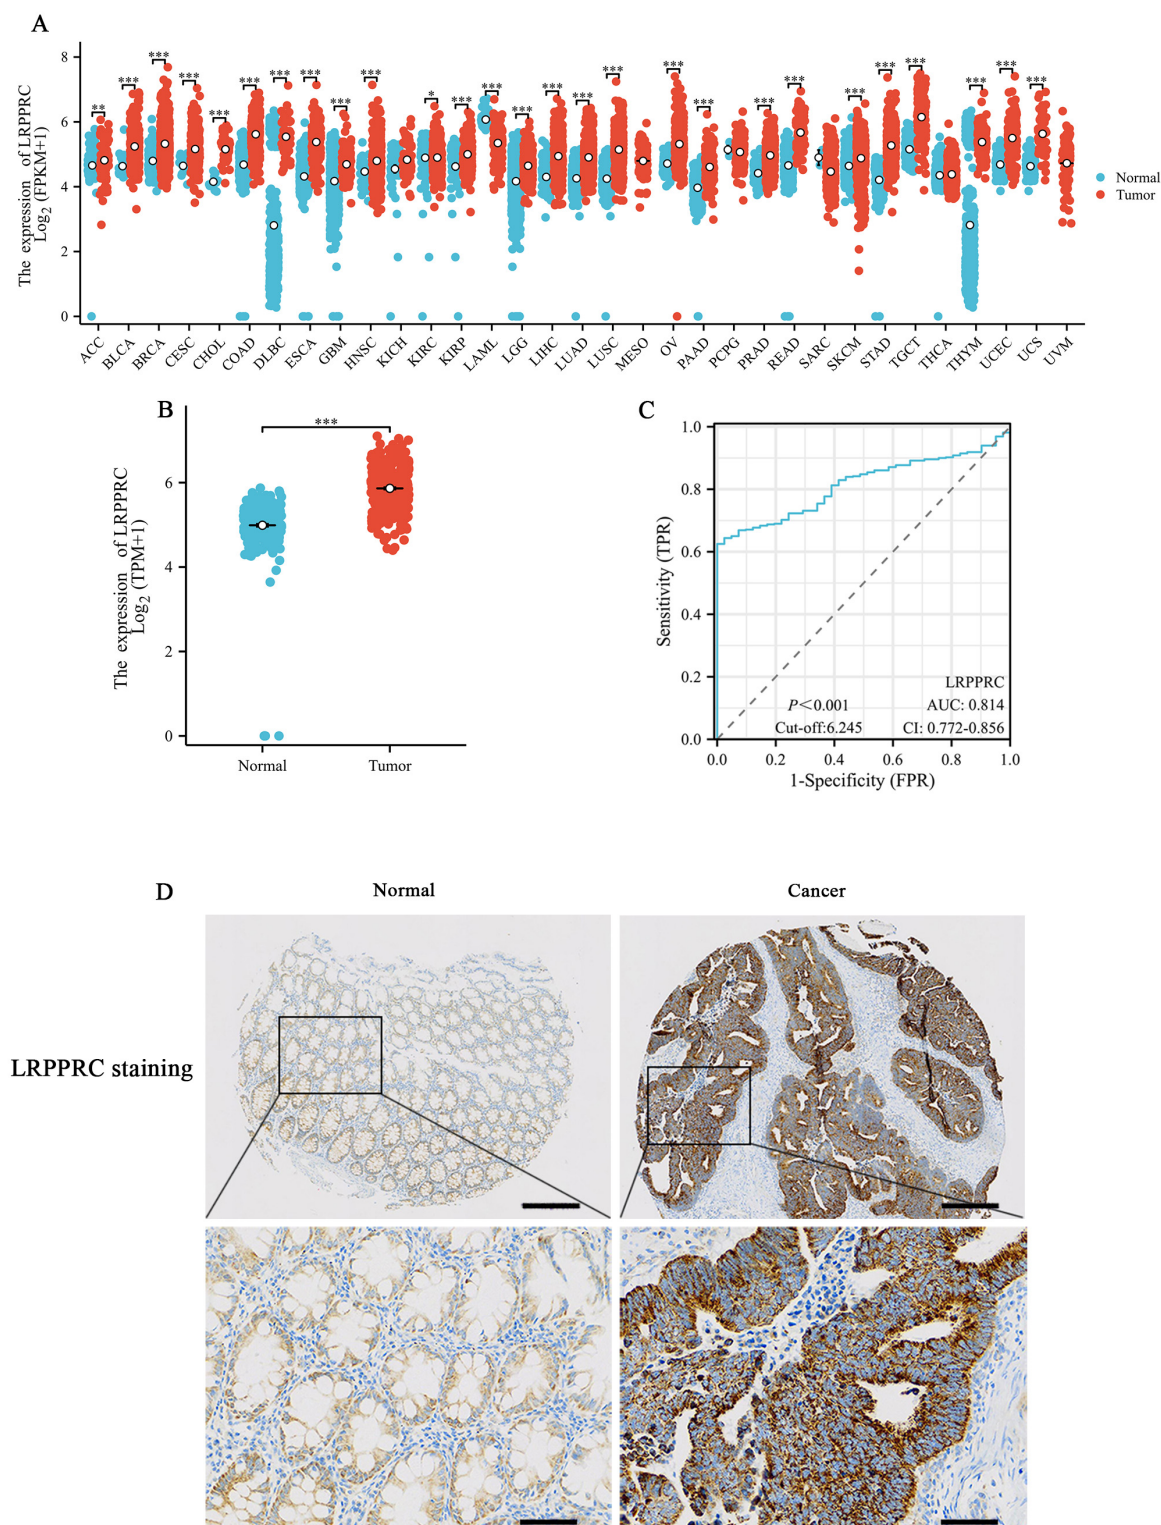 A
The expression of LRPPRC
Log2 (FPKM+1)
8
6
4
2
0
** *** *** *** *** *** *** *** *** *** * *** *** *** *** *** *** *** *** *** *** *** *** *** *** *** ***
ACC BLCA BRCA CESC CHOL COAD DLBC ESCA GBM HNSC KICH KIRC KIRP LAML LGG LIHC LUAD LUSC MESO OV PAAD PCPG PRAD READ SARC SKCM STAD TGCT THCA THYM UCEC UCS UVM
Normal
Tumor
B
The expression of LRPPRC
Log2 (TPM+1)
***
6
4
2
0
Normal Tumor
C
Sensitivity (TPR)
1.0
0.8
0.6
0.4
0.2
0.0
LRPPRC
P<0.001 AUC: 0.814
Cut-off:6.245 CI: 0.772-0.856
0.0 0.2 0.4 0.6 0.8 1.0
1-Specificity (FPR)
D
Normal Cancer
LRPPRC staining